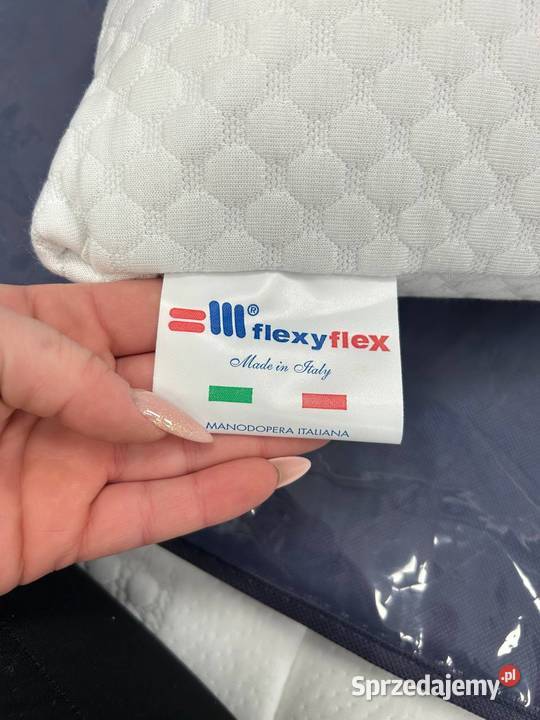 ® flexyflex
Made in Italy
MANODOPERA ITALIANA
Sprzedajemy.pl